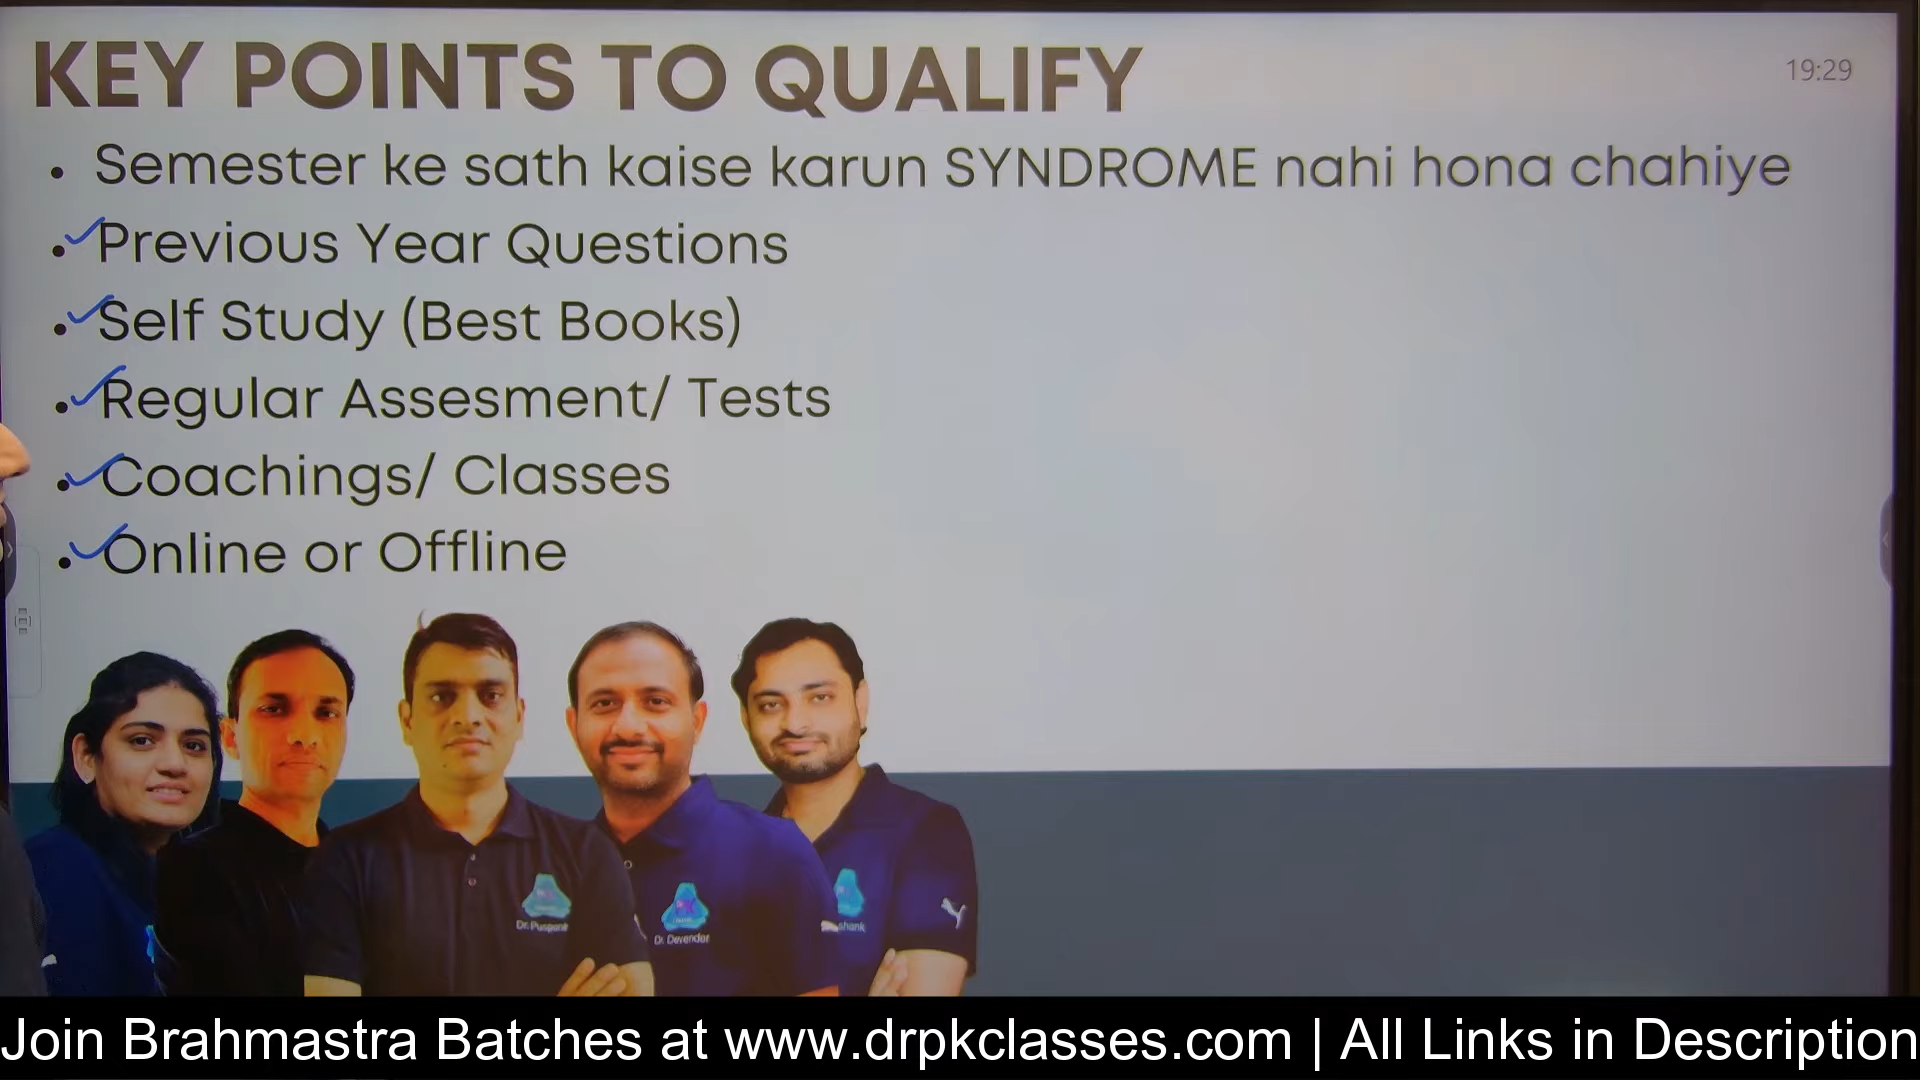 KEY POINTS TO QUALIFY
19:29
• Semester ke sath kaise karun SYNDROME nahi hona chahiye
• Previous Year Questions
• Self Study (Best Books)
• Regular Assesment/ Tests
• Coachings/ Classes
• Online or Offline
Dr. Devender
Join Brahmastra Batches at www.drpkclasses.com | All Links in Description